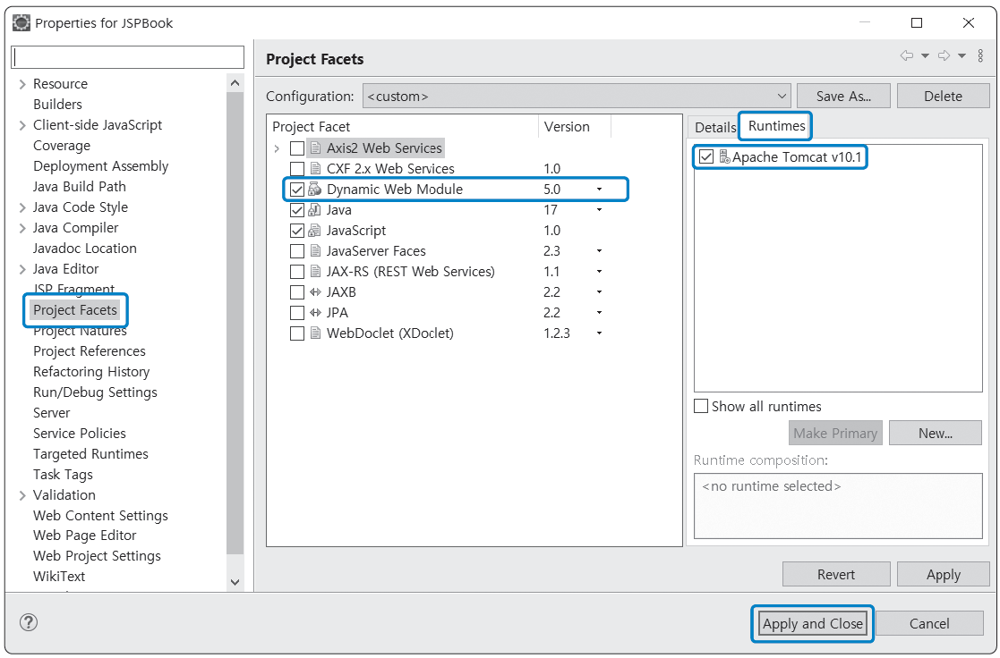 Properties for JSPBook
Resource
Builders
Client-side JavaScript
Coverage
Deployment Assembly
Java Build Path
Java Code Style
Java Compiler
Javadoc Location
Java Editor
JSP Fragment
Project Facets
Project Natures
Project References
Refactoring History
Run/Debug Settings
Server
Service Policies
Targeted Runtimes
Task Tags
Validation
Web Content Settings
Web Page Editor
Web Project Settings
WikiText
Project Facets
Configuration: <custom> Save As... Delete
Project Facet Version
Axis2 Web Services
CXF 2.x Web Services 1.0
Dynamic Web Module 5.0
Java 17
JavaScript 1.0
JavaServer Faces 2.3
JAX-RS (REST Web Services) 1.1
JAXB 2.2
JPA 2.2
WebDoclet (XDoclet) 1.2.3
Details Runtimes
Apache Tomcat v10.1
Show all runtimes
Make Primary New...
Runtime composition:
<no runtime selected>
Revert Apply
Apply and Close Cancel